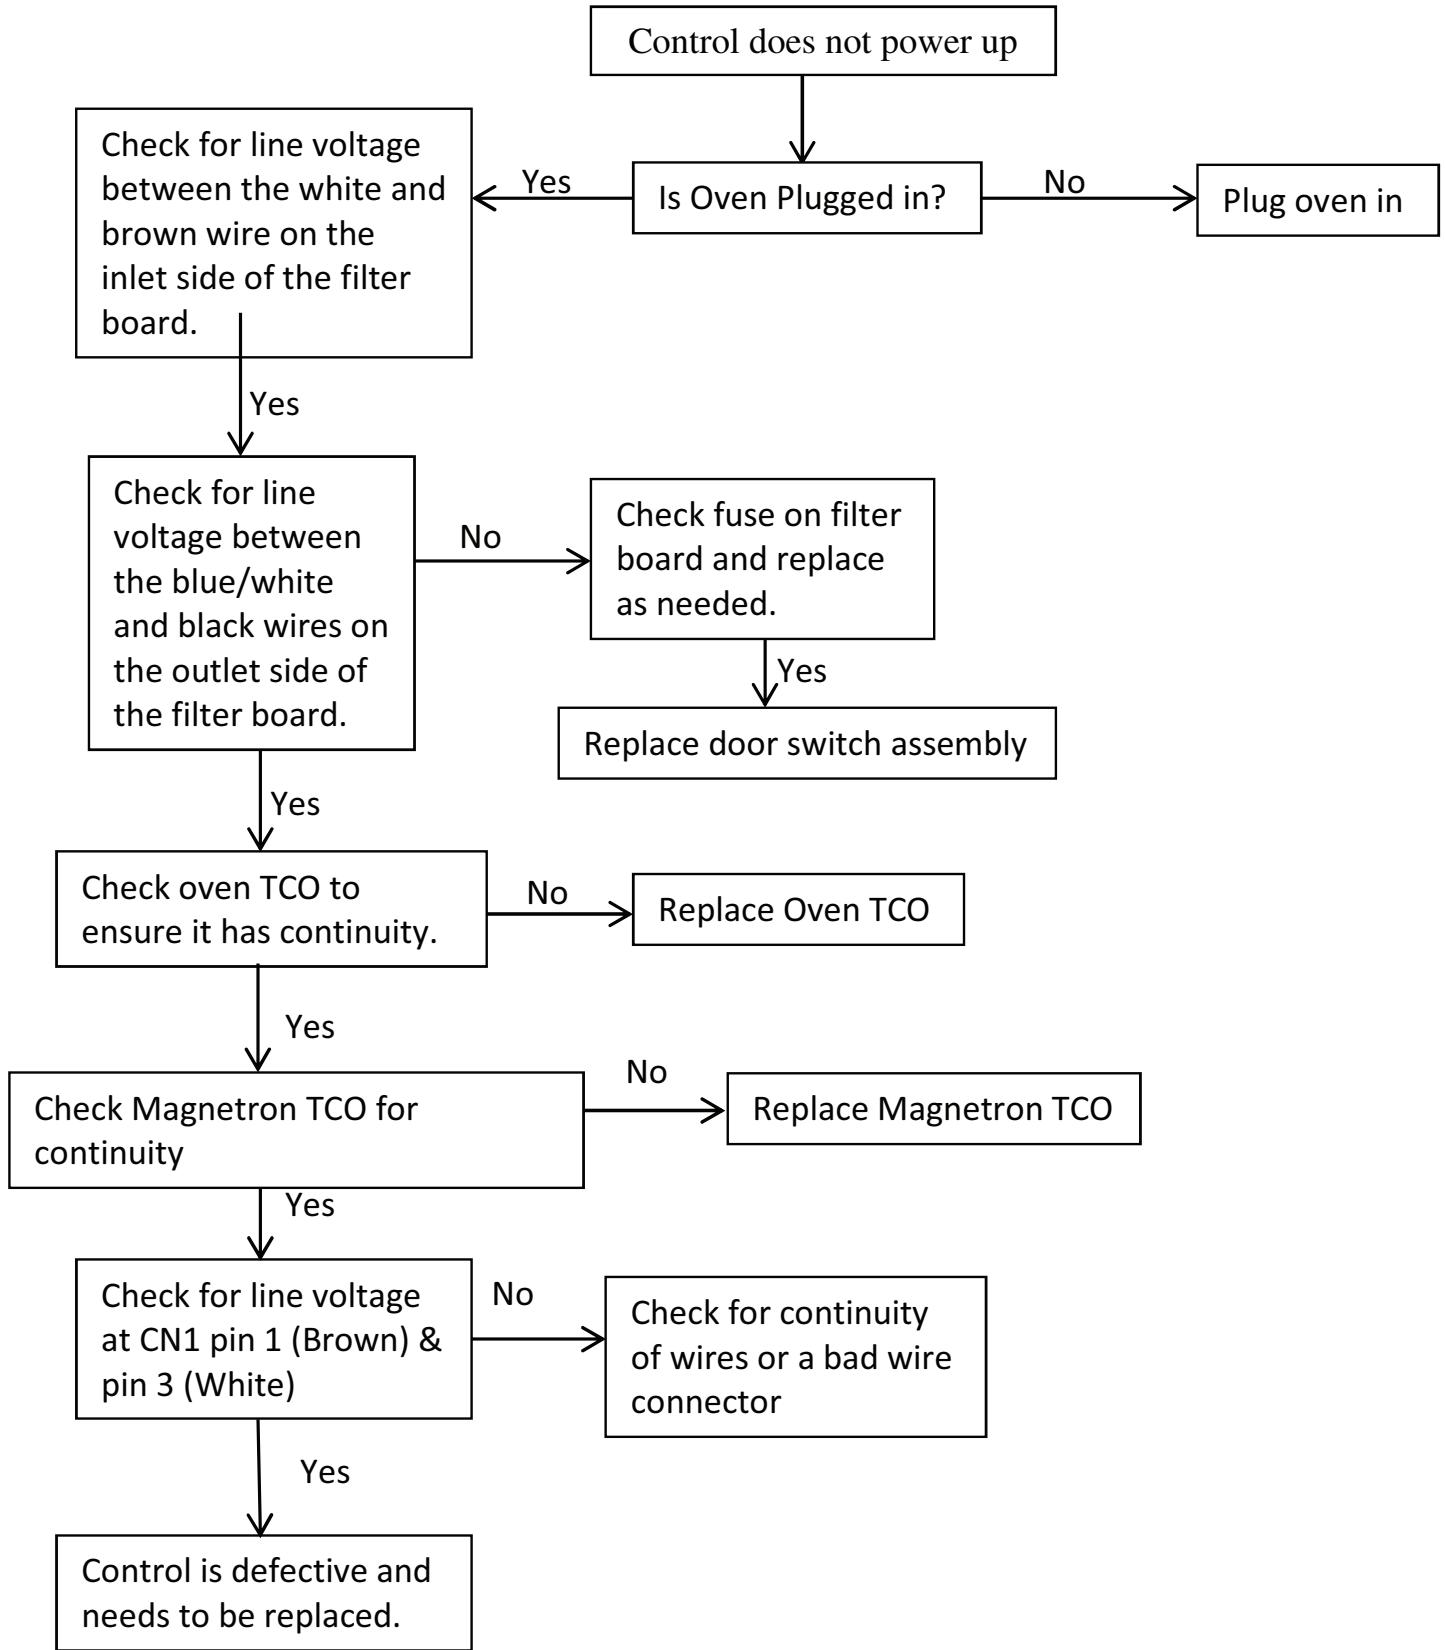 Control does not power up
Check for line voltage
between the white and
brown wire on the
inlet side of the filter
board.
Yes
Is Oven Plugged in?
No
Plug oven in
Yes
Check for line
voltage between
the blue/white
and black wires on
the outlet side of
the filter board.
No
Check fuse on filter
board and replace
as needed.
Yes
Replace door switch assembly
Yes
Check oven TCO to
ensure it has continuity.
No
Replace Oven TCO
Yes
Check Magnetron TCO for
continuity
No
Replace Magnetron TCO
Yes
Check for line voltage
at CN1 pin 1 (Brown) &
pin 3 (White)
No
Check for continuity
of wires or a bad wire
connector
Yes
Control is defective and
needs to be replaced.